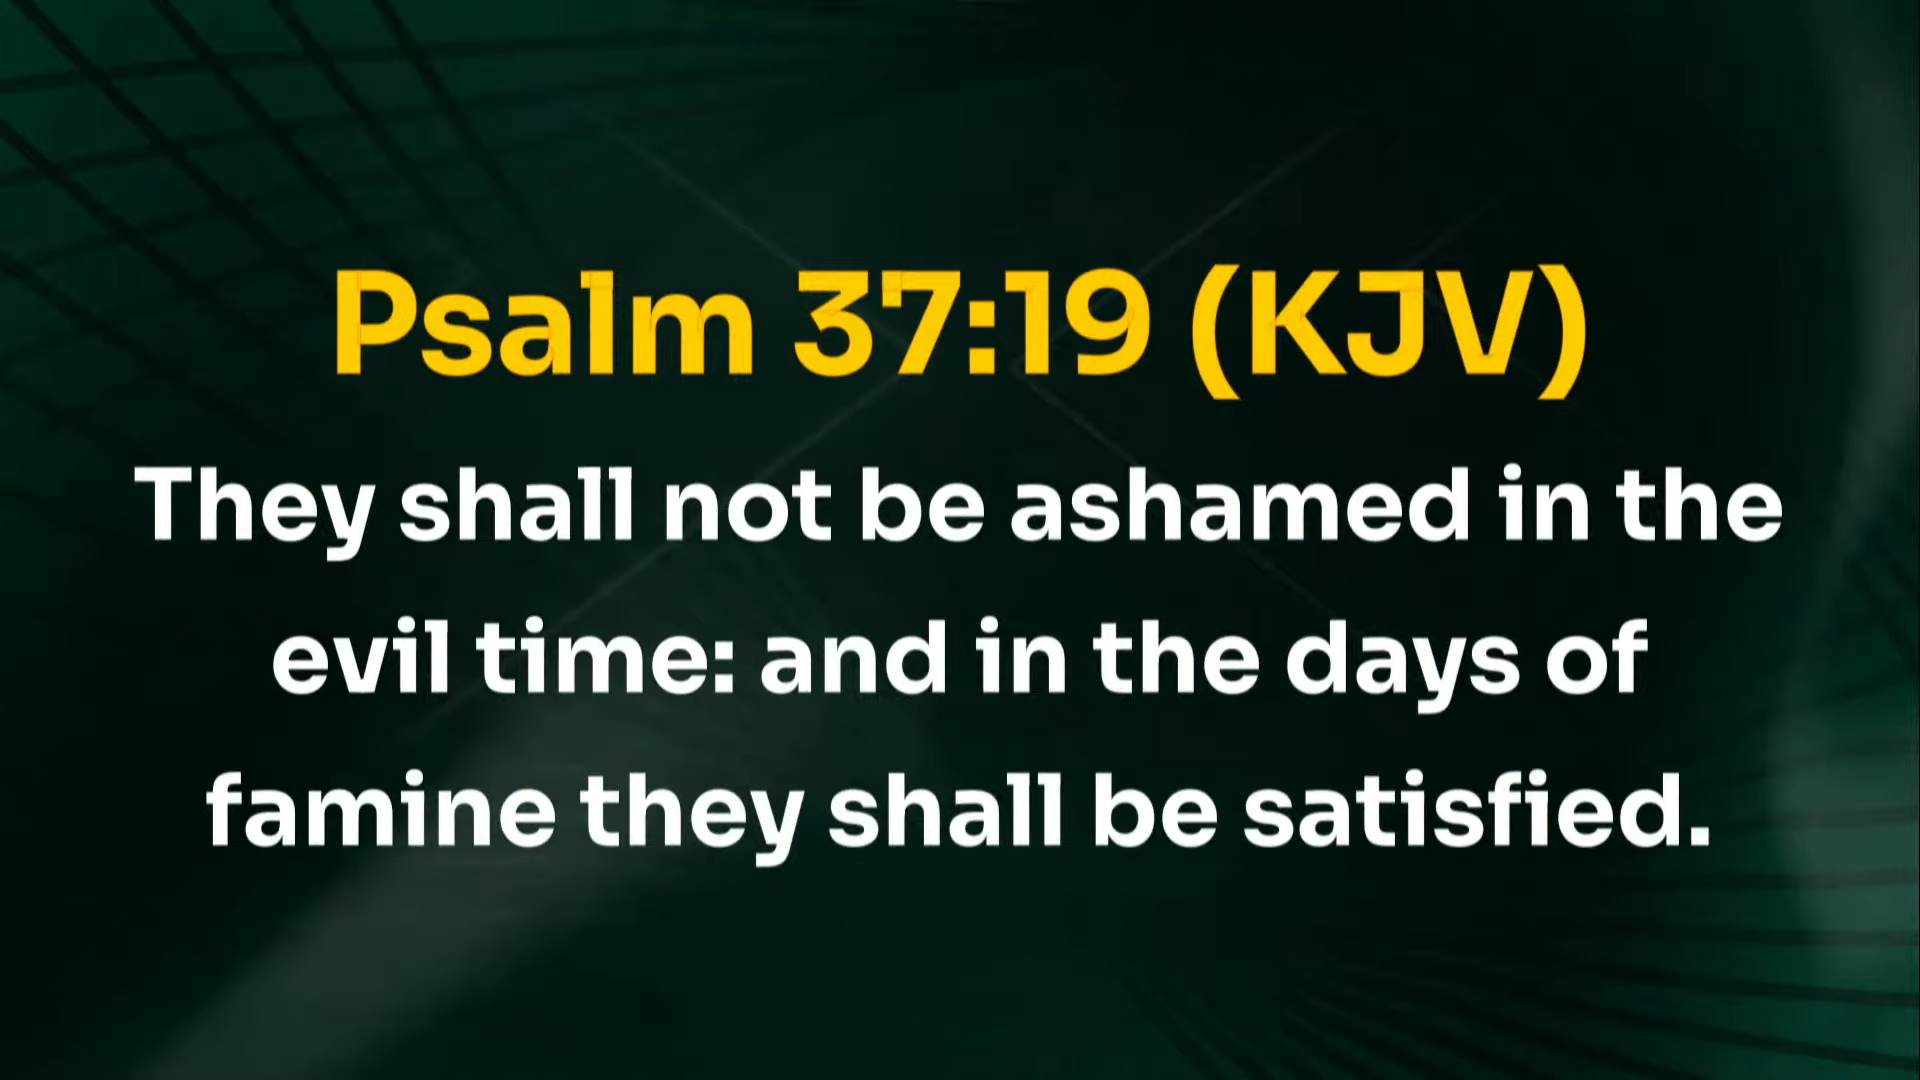 Psalm 37:19 (KJV)
They shall not be ashamed in the
evil time: and in the days of
famine they shall be satisfied.